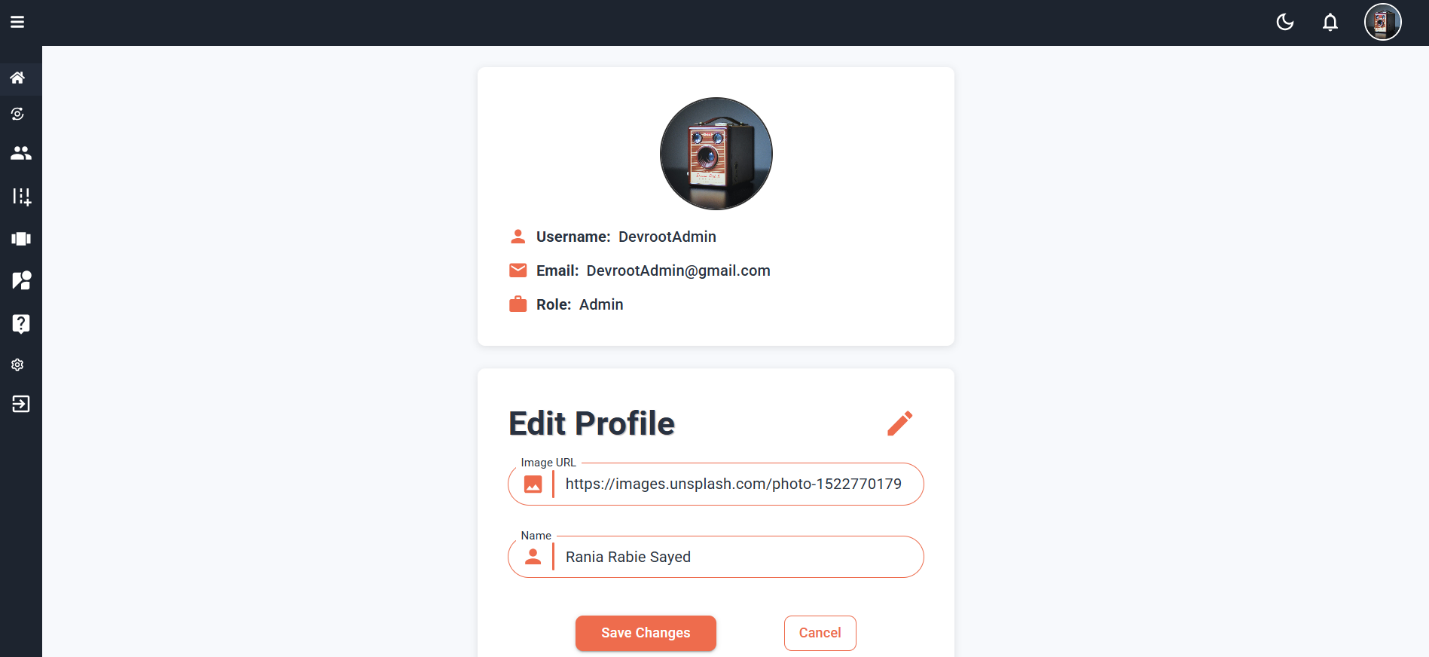 Username: DevrootAdmin
Email: DevrootAdmin@gmail.com
Role: Admin
Edit Profile
Image URL
https://images.unsplash.com/photo-1522770179
Name
Rania Rabie Sayed
Save Changes
Cancel